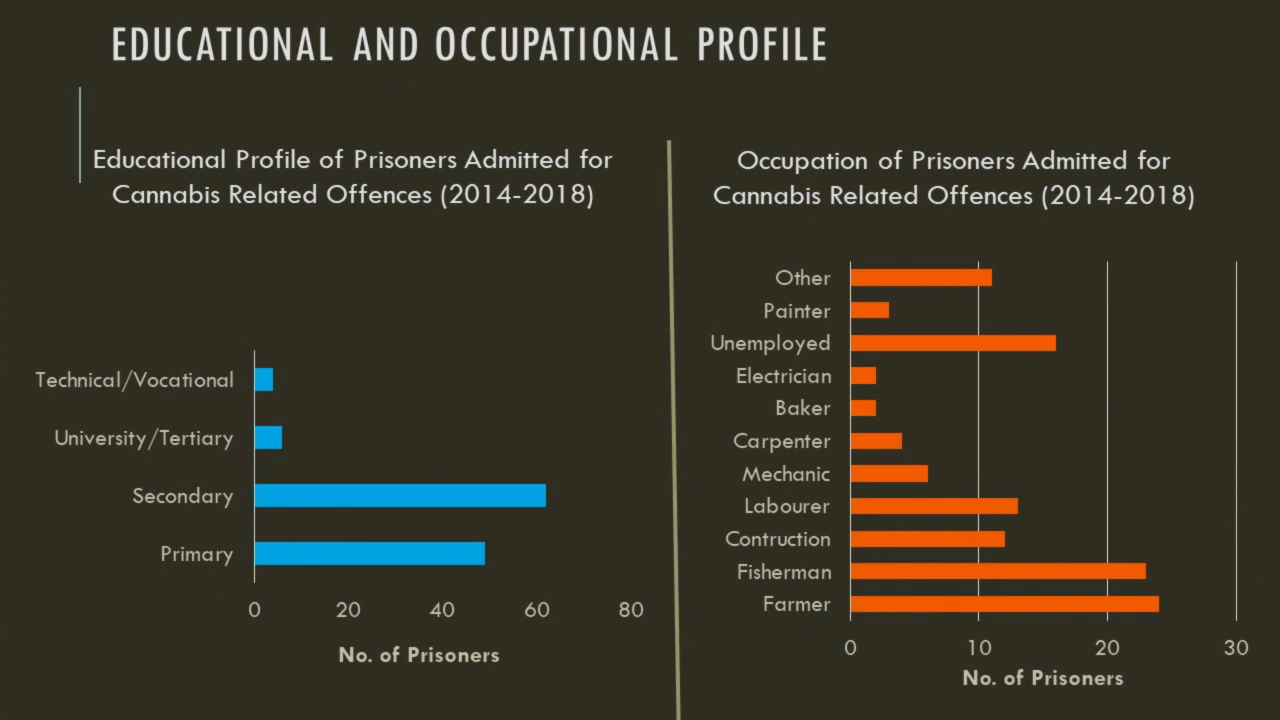 EDUCATIONAL AND OCCUPATIONAL PROFILE
Educational Profile of Prisoners Admitted for
Cannabis Related Offences (2014-2018)
Technical/Vocational
University/Tertiary
Secondary
Primary
0 20 40 60 80
No. of Prisoners
Occupation of Prisoners Admitted for
Cannabis Related Offences (2014-2018)
Other
Painter
Unemployed
Electrician
Baker
Carpenter
Mechanic
Labourer
Contruction
Fisherman
Farmer
0 10 20 30
No. of Prisoners